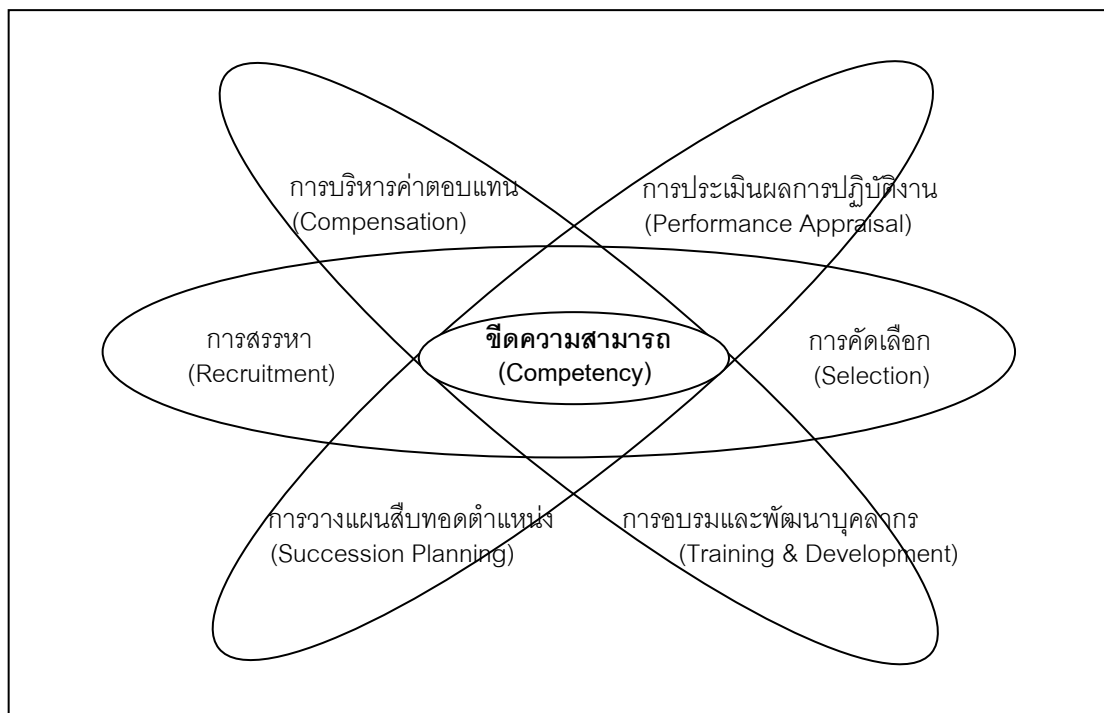 การบริหารค่าตอบแทน
(Compensation)
การประเมินผลการปฏิบัติงาน
(Performance Appraisal)
การสรรหา
(Recruitment)
ขีดความสามารถ
(Competency)
การคัดเลือก
(Selection)
การวางแผนสืบทอดตำแหน่ง
(Succession Planning)
การอบรมและพัฒนาบุคลากร
(Training & Development)